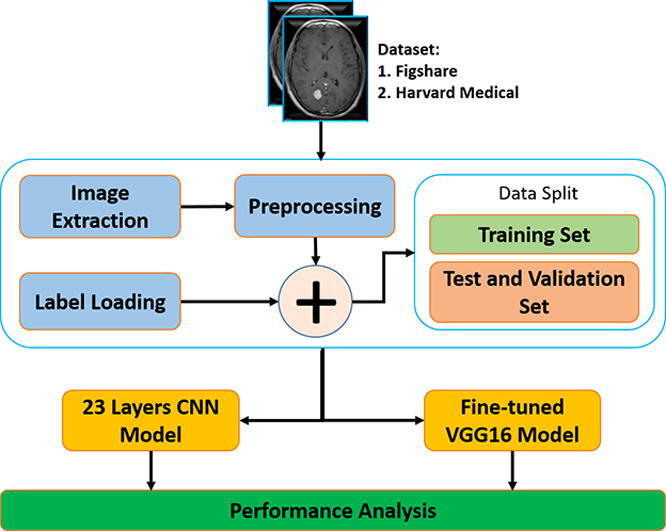 Dataset:
1. Figshare
2. Harvard Medical
Image
Extraction
Preprocessing
Data Split
Training Set
Test and Validation
Set
Label Loading
+
23 Layers CNN
Model
Fine-tuned
VGG16 Model
Performance Analysis